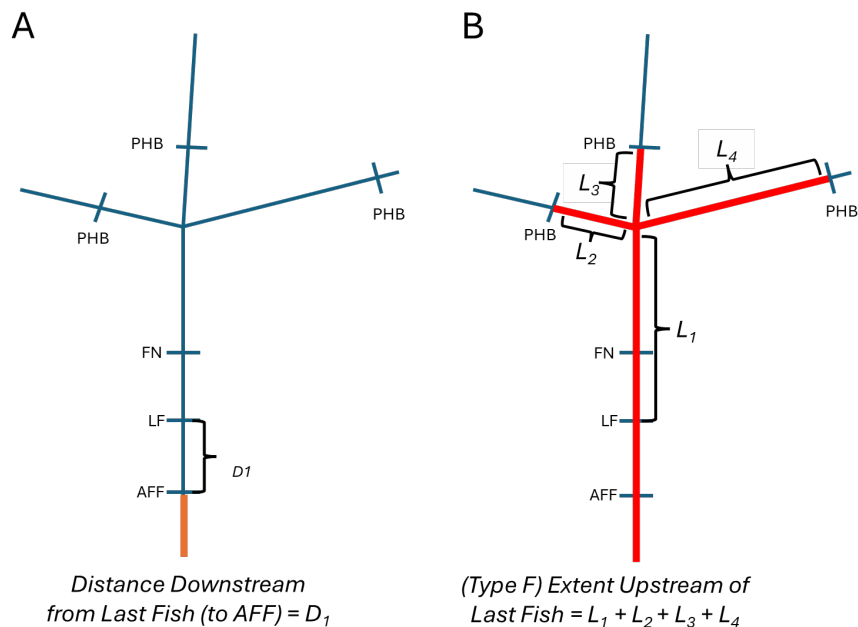 A
PHB
PHB
PHB
FN
LF
D1
AFF
Distance Downstream
from Last Fish (to AFF) = D1
B
PHB
L4
L3
PHB
PHB
L2
L1
FN
LF
AFF
(Type F) Extent Upstream of
Last Fish = L1 + L2 + L3 + L4